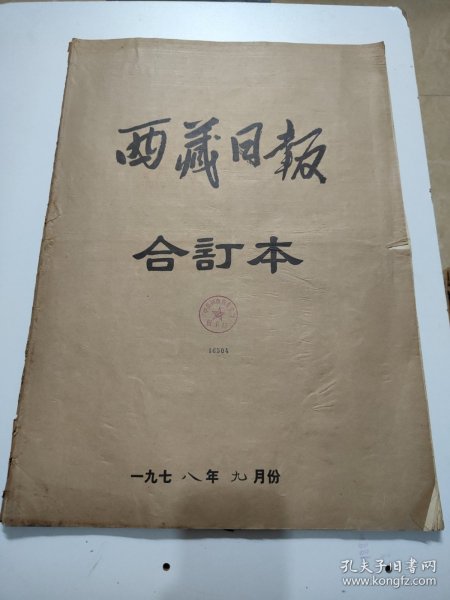 西藏日報
合訂本
16504
一九七八年九月份
孔夫子旧书网
www.kongfz.com